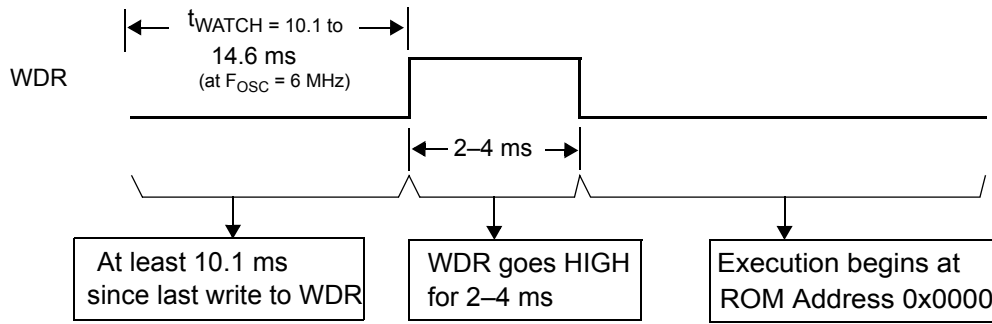 tWATCH = 10.1 to
14.6 ms
(at FOSC = 6 MHz)
WDR
2–4 ms
At least 10.1 ms
since last write to WDR
WDR goes HIGH
for 2–4 ms
Execution begins at
ROM Address 0x0000